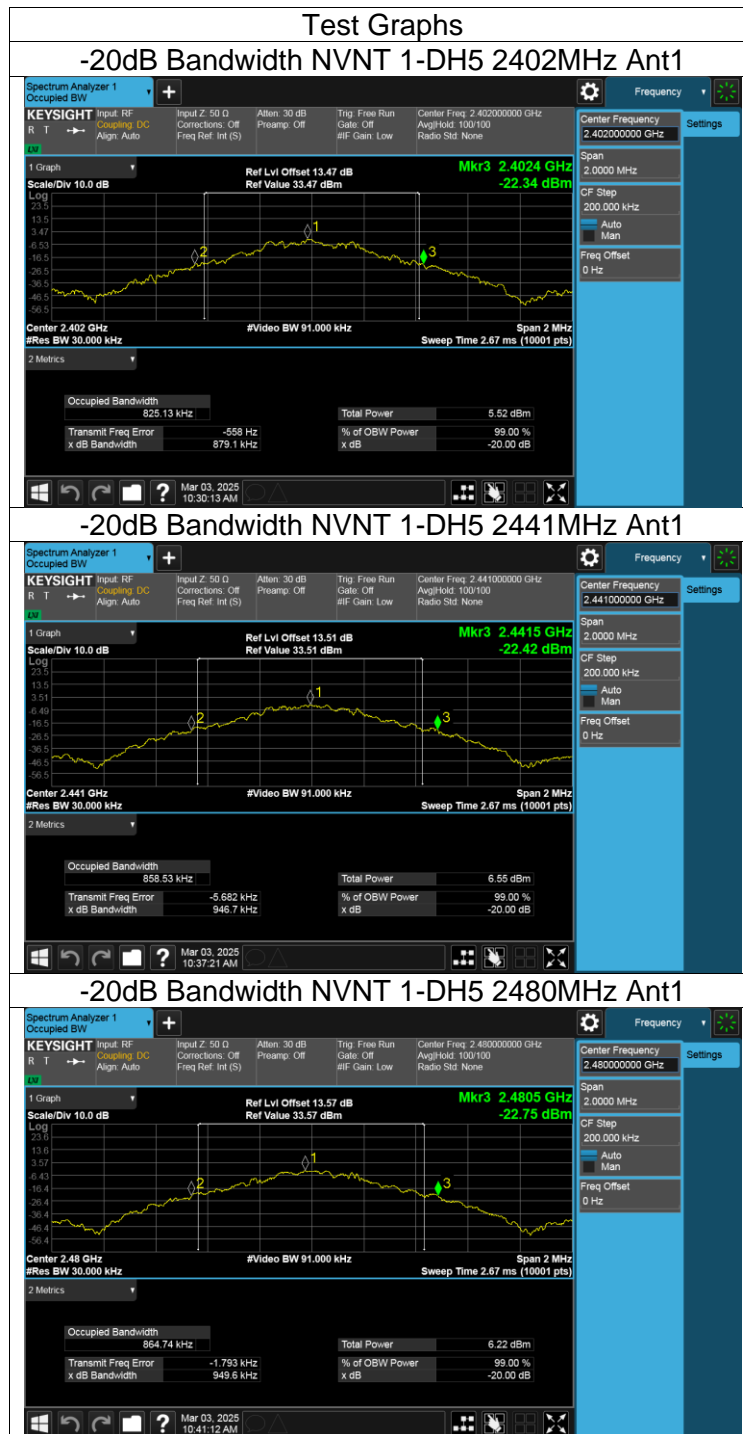 Test Graphs
-20dB Bandwidth NVNT 1-DH5 2402MHz Ant1
Spectrum Analyzer 1
Occupied BW
+
Frequency
KEYSIGHT Input: RF Input Z: 50 Ω Atten: 30 dB Trig: Free Run Center Freq: 2.402000000 GHz
R T Coupling: DC Corrections: Off Preamp: Off Gate: Off Avg|Hold: 100/100
Align: Auto Freq Ref: Int (S) #IF Gain: Low Radio Std: None
Center Frequency
2.402000000 GHz
Settings
Span
2.0000 MHz
CF Step
200.000 kHz
Auto
Man
Freq Offset
0 Hz
1 Graph Ref Lvl Offset 13.47 dB Mkr3 2.4024 GHz
Scale/Div 10.0 dB Ref Value 33.47 dBm -22.34 dBm
Log
23.5
13.5
3.47
-6.53
-16.5
-26.5
-36.5
-46.5
-56.5
1
2
3
Center 2.402 GHz #Video BW 91.000 kHz Span 2 MHz
#Res BW 30.000 kHz Sweep Time 2.67 ms (10001 pts)
2 Metrics
Occupied Bandwidth
825.13 kHz Total Power 5.52 dBm
Transmit Freq Error -558 Hz % of OBW Power 99.00 %
x dB Bandwidth 879.1 kHz x dB -20.00 dB
? Mar 03, 2025
10:30:13 AM
-20dB Bandwidth NVNT 1-DH5 2441MHz Ant1
Spectrum Analyzer 1
Occupied BW
+
Frequency
KEYSIGHT Input: RF Input Z: 50 Ω Atten: 30 dB Trig: Free Run Center Freq: 2.441000000 GHz
R T Coupling: DC Corrections: Off Preamp: Off Gate: Off Avg|Hold: 100/100
Align: Auto Freq Ref: Int (S) #IF Gain: Low Radio Std: None
Center Frequency
2.441000000 GHz
Settings
Span
2.0000 MHz
CF Step
200.000 kHz
Auto
Man
Freq Offset
0 Hz
1 Graph Ref Lvl Offset 13.51 dB Mkr3 2.4415 GHz
Scale/Div 10.0 dB Ref Value 33.51 dBm -22.42 dBm
Log
23.5
13.5
3.51
-6.49
-16.5
-26.5
-36.5
-46.5
-56.5
1
2
3
Center 2.441 GHz #Video BW 91.000 kHz Span 2 MHz
#Res BW 30.000 kHz Sweep Time 2.67 ms (10001 pts)
2 Metrics
Occupied Bandwidth
858.53 kHz Total Power 6.55 dBm
Transmit Freq Error -5.682 kHz % of OBW Power 99.00 %
x dB Bandwidth 946.7 kHz x dB -20.00 dB
? Mar 03, 2025
10:37:21 AM
-20dB Bandwidth NVNT 1-DH5 2480MHz Ant1
Spectrum Analyzer 1
Occupied BW
+
Frequency
KEYSIGHT Input: RF Input Z: 50 Ω Atten: 30 dB Trig: Free Run Center Freq: 2.480000000 GHz
R T Coupling: DC Corrections: Off Preamp: Off Gate: Off Avg|Hold: 100/100
Align: Auto Freq Ref: Int (S) #IF Gain: Low Radio Std: None
Center Frequency
2.480000000 GHz
Settings
Span
2.0000 MHz
CF Step
200.000 kHz
Auto
Man
Freq Offset
0 Hz
1 Graph Ref Lvl Offset 13.57 dB Mkr3 2.4805 GHz
Scale/Div 10.0 dB Ref Value 33.57 dBm -22.75 dBm
Log
23.6
13.6
3.57
-6.43
-16.4
-26.4
-36.4
-46.4
-56.4
1
2
3
Center 2.48 GHz #Video BW 91.000 kHz Span 2 MHz
#Res BW 30.000 kHz Sweep Time 2.67 ms (10001 pts)
2 Metrics
Occupied Bandwidth
864.74 kHz Total Power 6.22 dBm
Transmit Freq Error -1.793 kHz % of OBW Power 99.00 %
x dB Bandwidth 949.6 kHz x dB -20.00 dB
? Mar 03, 2025
10:41:12 AM